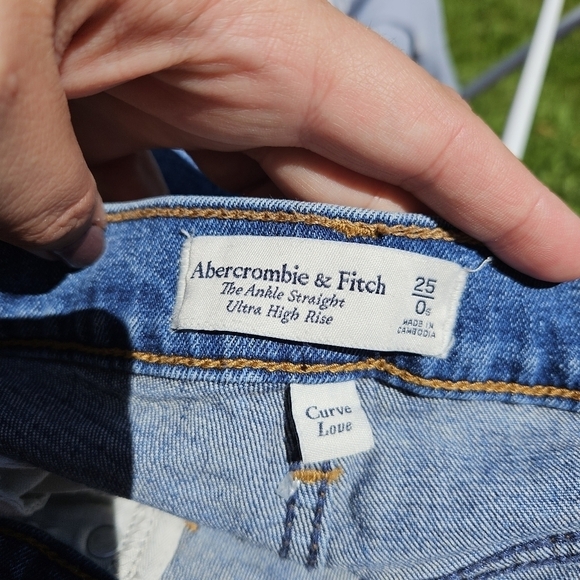 Abercrombie & Fitch
The Ankle Straight
Ultra High Rise
25
0s
MADE IN
CAMBODIA
Curve
Love